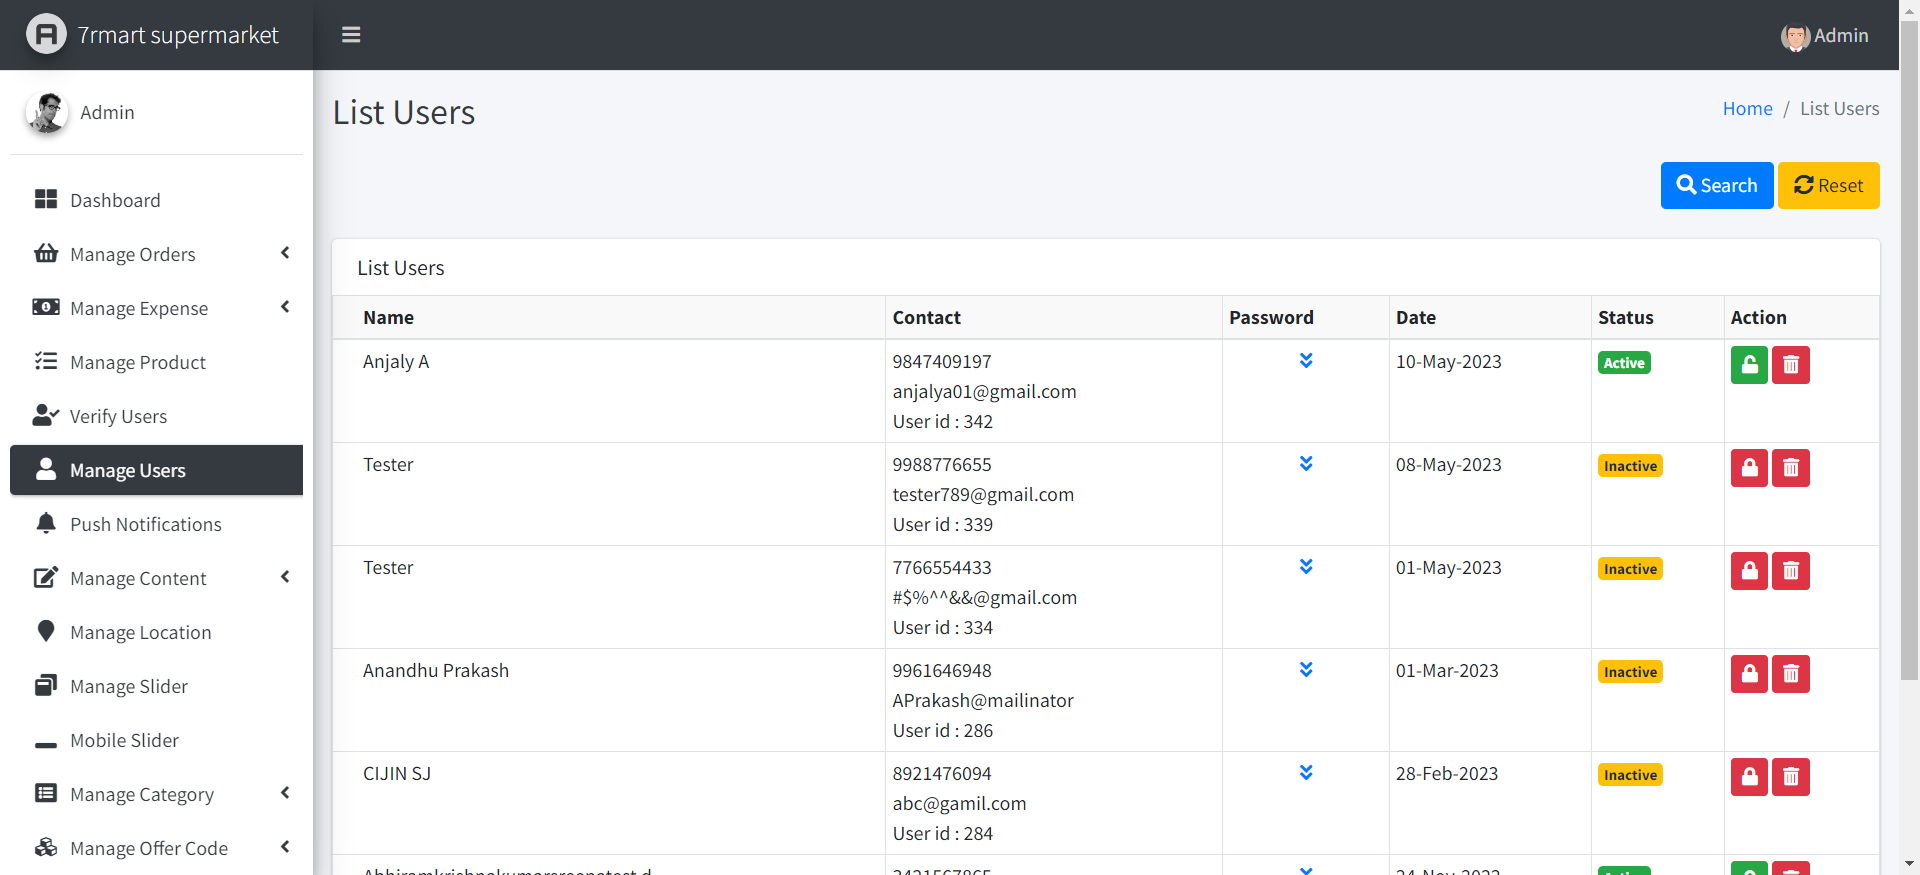 7rmart supermarket
Admin
Admin
Dashboard
Manage Orders
Manage Expense
Manage Product
Verify Users
Manage Users
Push Notifications
Manage Content
Manage Location
Manage Slider
Mobile Slider
Manage Category
Manage Offer Code
List Users
Home / List Users
Search
Reset
List Users
Name Contact Password Date Status Action
Anjaly A 9847409197 10-May-2023 Active
anjalya01@gmail.com
User id : 342
Tester 9988776655 08-May-2023 Inactive
tester789@gmail.com
User id : 339
Tester 7766554433 01-May-2023 Inactive
#$%^^&&@gmail.com
User id : 334
Anandhu Prakash 9961646948 01-Mar-2023 Inactive
APrakash@mailinator
User id : 286
CIJIN SJ 8921476094 28-Feb-2023 Inactive
abc@gamil.com
User id : 284